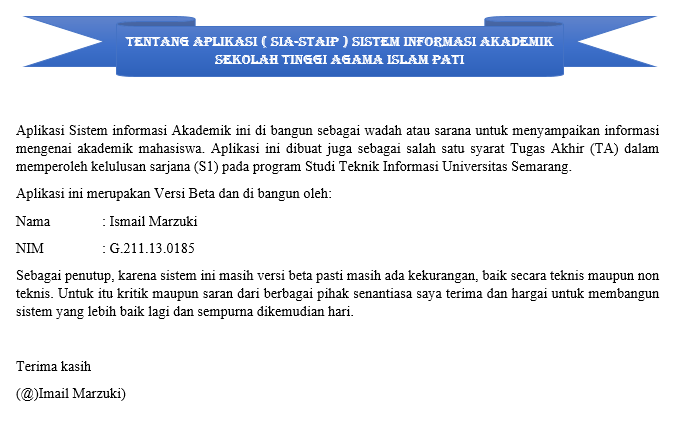 TENTANG APLIKASI ( SIA-STAIP ) SISTEM INFORMASI AKADEMIK
SEKOLAH TINGGI AGAMA ISLAM PATI
Aplikasi Sistem informasi Akademik ini di bangun sebagai wadah atau sarana untuk menyampaikan informasi
mengenai akademik mahasiswa. Aplikasi ini dibuat juga sebagai salah satu syarat Tugas Akhir (TA) dalam
memperoleh kelulusan sarjana (S1) pada program Studi Teknik Informasi Universitas Semarang.
Aplikasi ini merupakan Versi Beta dan di bangun oleh:
Nama : Ismail Marzuki
NIM : G.211.13.0185
Sebagai penutup, karena sistem ini masih versi beta pasti masih ada kekurangan, baik secara teknis maupun non
teknis. Untuk itu kritik maupun saran dari berbagai pihak senantiasa saya terima dan hargai untuk membangun
sistem yang lebih baik lagi dan sempurna dikemudian hari.
Terima kasih
(@)Imail Marzuki)